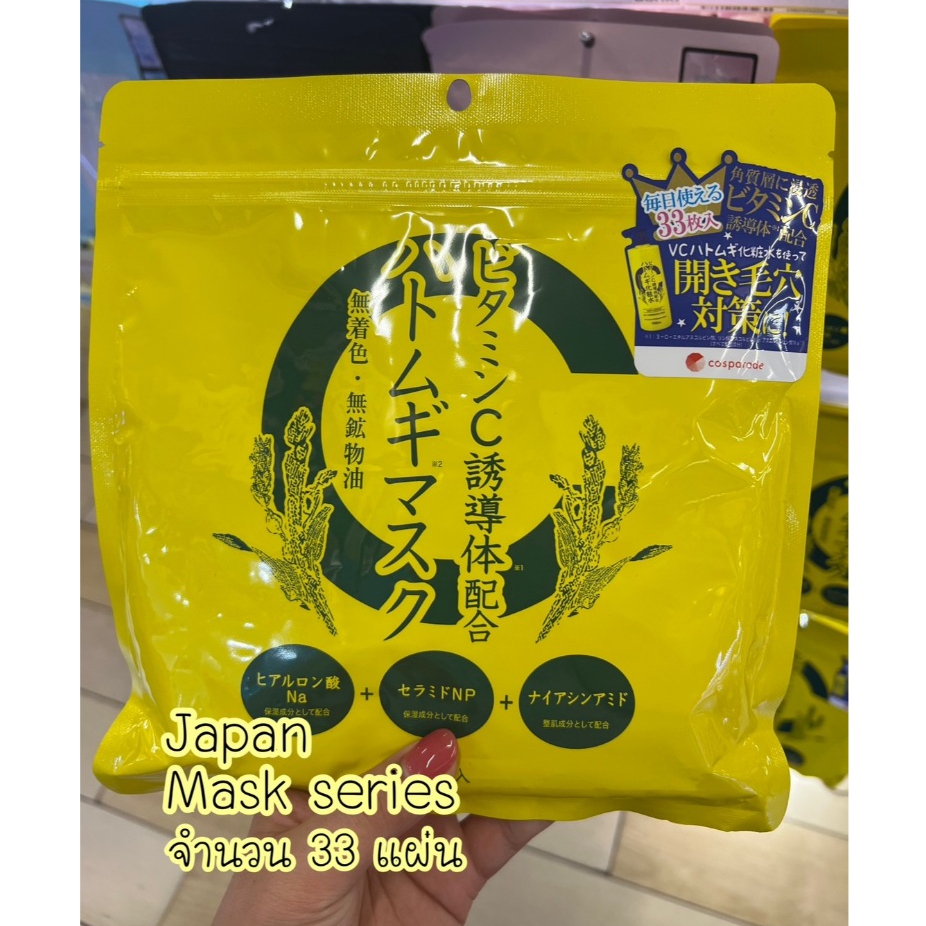 毎日使える
33枚入
角質層に浸透
ビタミンC
誘導体※1配合
VCハトムギ化粧水も使って
開き毛穴
対策に
cosparade
ビタミンC誘導体配合※1
ハトムギ※2マスク
無着色・無鉱物油
ヒアルロン酸
Na
保湿成分として配合
+
セラミドNP
保湿成分として配合
+
ナイアシンアミド
整肌成分として配合
入
Japan
Mask series
จำนวน 33 แผ่น